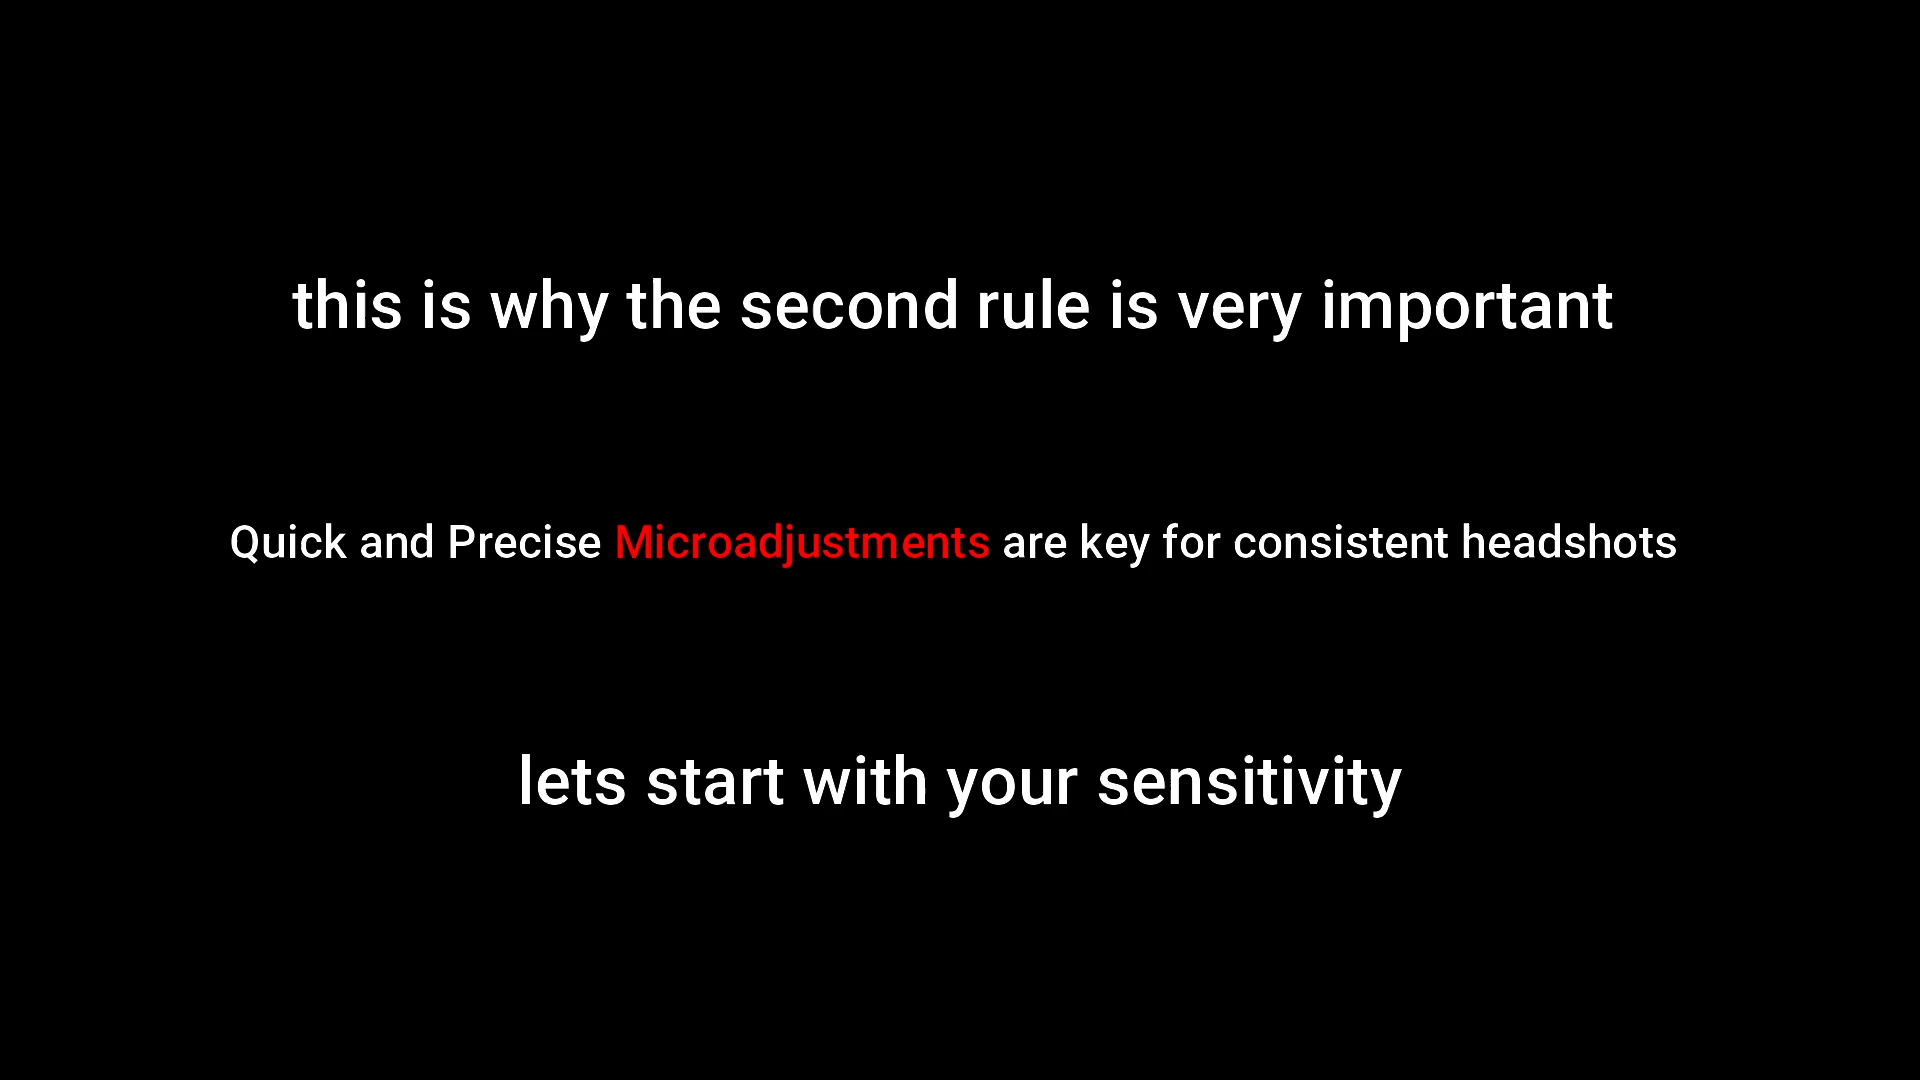 this is why the second rule is very important
Quick and Precise Microadjustments are key for consistent headshots
lets start with your sensitivity